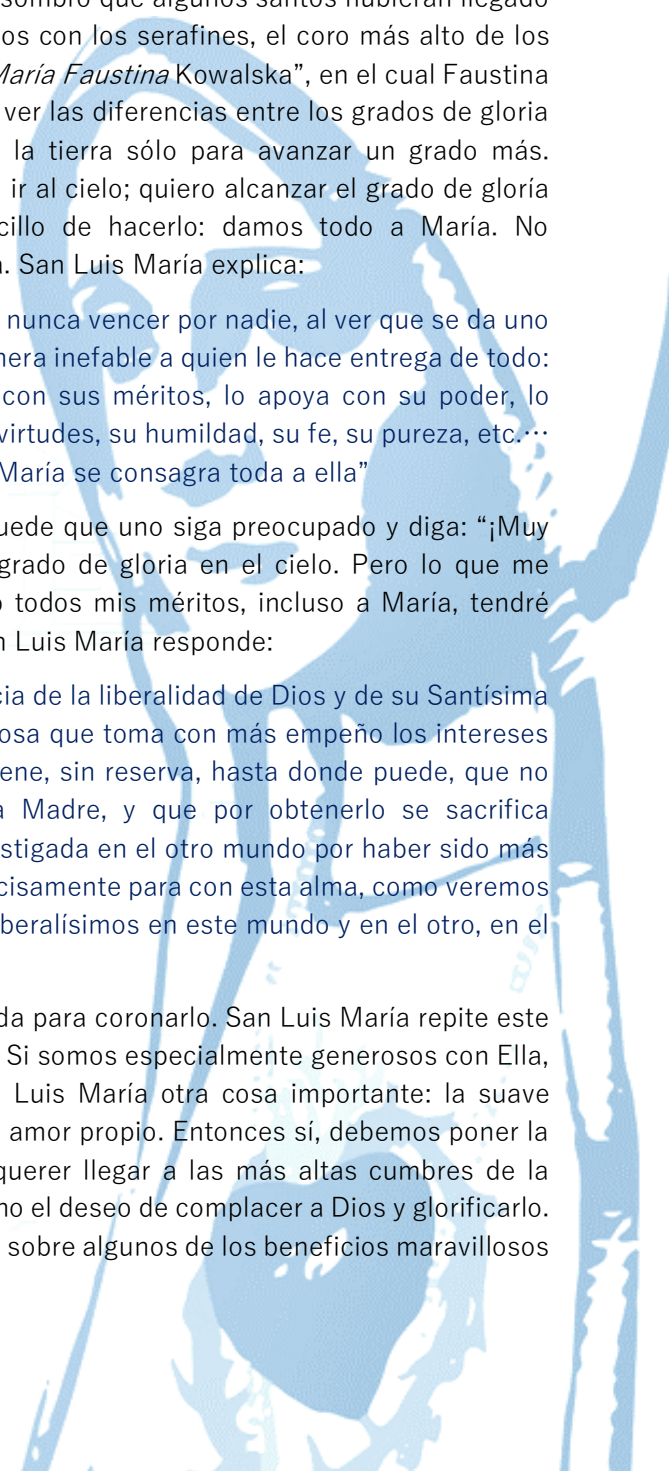 sombró que algunos santos hubieran llegado
os con los serafines, el coro más alto de los
María Faustina Kowalska”, en el cual Faustina
ver las diferencias entre los grados de gloria
la tierra sólo para avanzar un grado más.
ir al cielo; quiero alcanzar el grado de gloría
cillo de hacerlo: damos todo a María. No
a. San Luis María explica:
nunca vencer por nadie, al ver que se da uno
nera inefable a quien le hace entrega de todo:
con sus méritos, lo apoya con su poder, lo
virtudes, su humildad, su fe, su pureza, etc.…
María se consagra toda a ella”
uede que uno siga preocupado y diga: “¡Muy
grado de gloria en el cielo. Pero lo que me
o todos mis méritos, incluso a María, tendré
n Luis María responde:
cia de la liberalidad de Dios y de su Santísima
osa que toma con más empeño los intereses
iene, sin reserva, hasta donde puede, que no
a Madre, y que por obtenerlo se sacrifica
stigada en el otro mundo por haber sido más
cisamente para con esta alma, como veremos
iberalísimos en este mundo y en el otro, en el
da para coronarlo. San Luis María repite este
Si somos especialmente generosos con Ella,
Luis María otra cosa importante: la suave
amor propio. Entonces sí, debemos poner la
querer llegar a las más altas cumbres de la
no el deseo de complacer a Dios y glorificarlo.
sobre algunos de los beneficios maravillosos